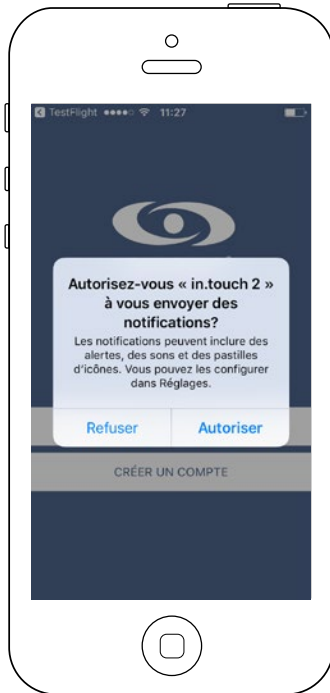 TestFlight 11:27
Autorisez-vous « in.touch 2 »
à vous envoyer des
notifications?
Les notifications peuvent inclure des
alertes, des sons et des pastilles
d'icônes. Vous pouvez les configurer
dans Réglages.
Refuser Autoriser
CRÉER UN COMPTE